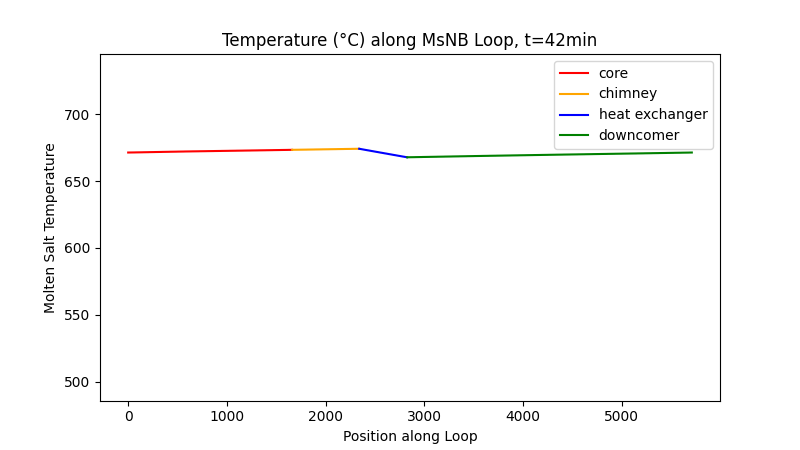 Temperature (°C) along MsNB Loop, t=42min
core
chimney
heat exchanger
downcomer
Molten Salt Temperature
700
650
600
550
500
0 1000 2000 3000 4000 5000
Position along Loop